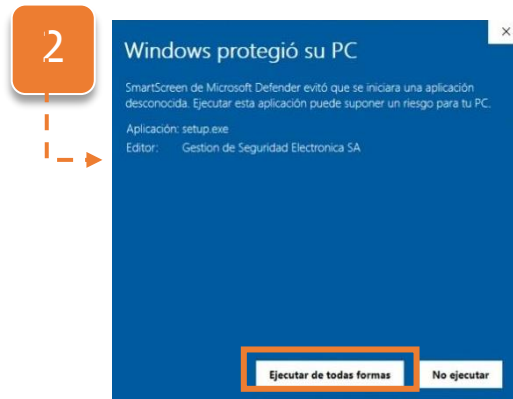 2
Windows protegió su PC
SmartScreen de Microsoft Defender evitó que se iniciara una aplicación
desconocida. Ejecutar esta aplicación puede suponer un riesgo para tu PC.
Aplicación: setup.exe
Editor: Gestion de Seguridad Electronica SA
Ejecutar de todas formas No ejecutar